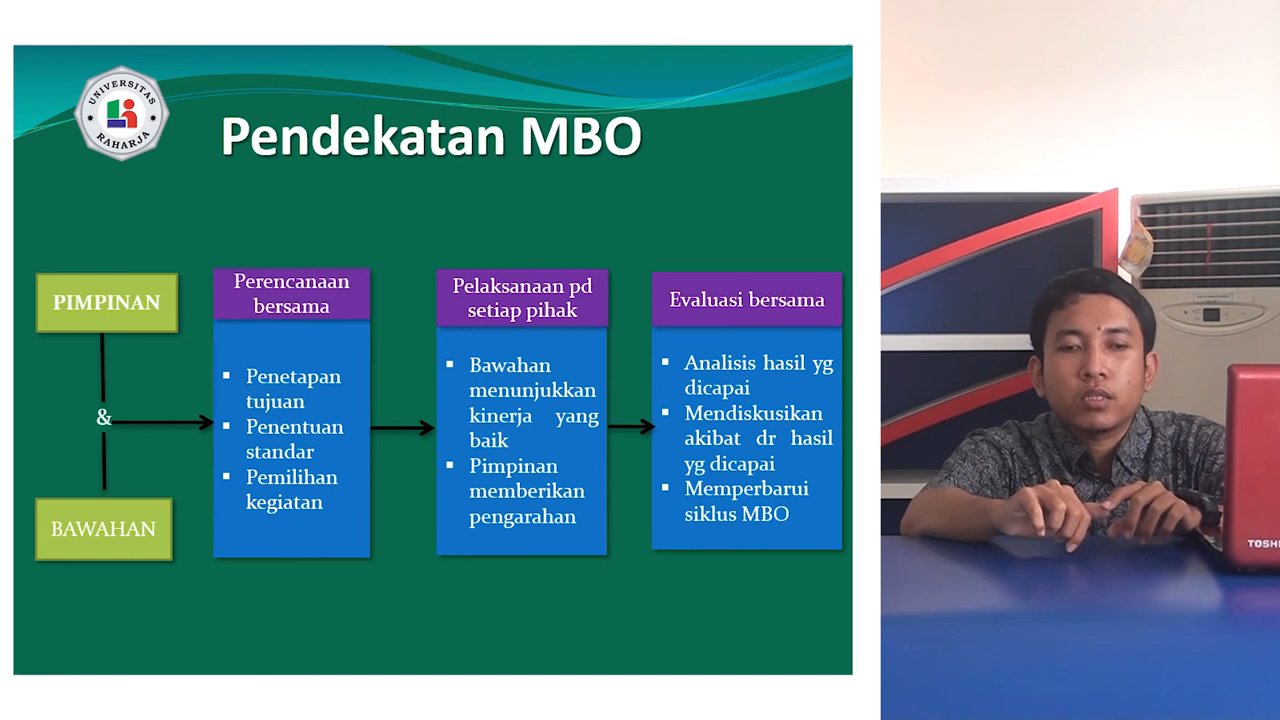 UNIVERSITAS
RAHARJA
Pendekatan MBO
PIMPINAN
&
BAWAHAN
Perencanaan
bersama
▪ Penetapan
tujuan
▪ Penentuan
standar
▪ Pemilihan
kegiatan
Pelaksanaan pd
setiap pihak
▪ Bawahan
menunjukkan
kinerja yang
baik
▪ Pimpinan
memberikan
pengarahan
Evaluasi bersama
▪ Analisis hasil yg
dicapai
▪ Mendiskusikan
akibat dr hasil
yg dicapai
▪ Memperbarui
siklus MBO